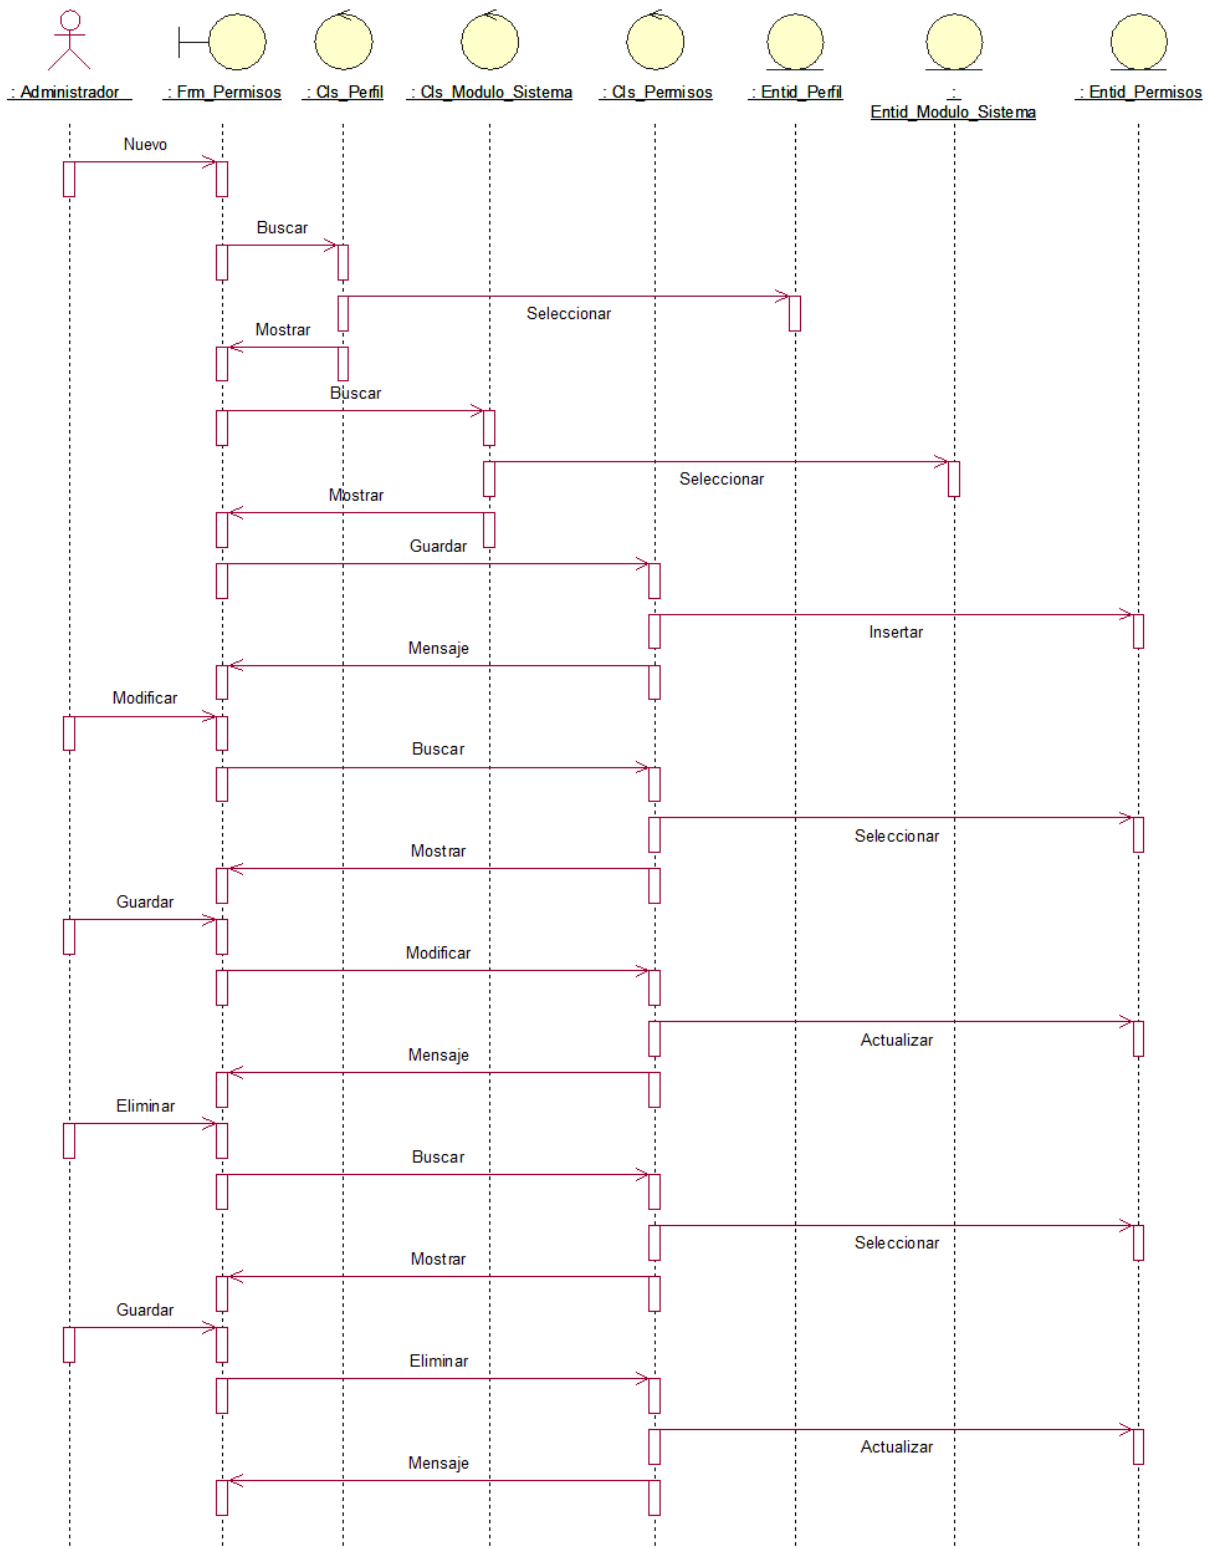 : Administrador
: Frm_Permisos
: Cls_Perfil
: Cls_Modulo_Sistema
: Cls_Permisos
: Entid_Perfil
:
Entid_Modulo_Sistema
: Entid_Permisos
Nuevo
Buscar
Seleccionar
Mostrar
Buscar
Seleccionar
Mostrar
Guardar
Insertar
Mensaje
Modificar
Buscar
Seleccionar
Mostrar
Guardar
Modificar
Actualizar
Mensaje
Eliminar
Buscar
Seleccionar
Mostrar
Guardar
Eliminar
Actualizar
Mensaje